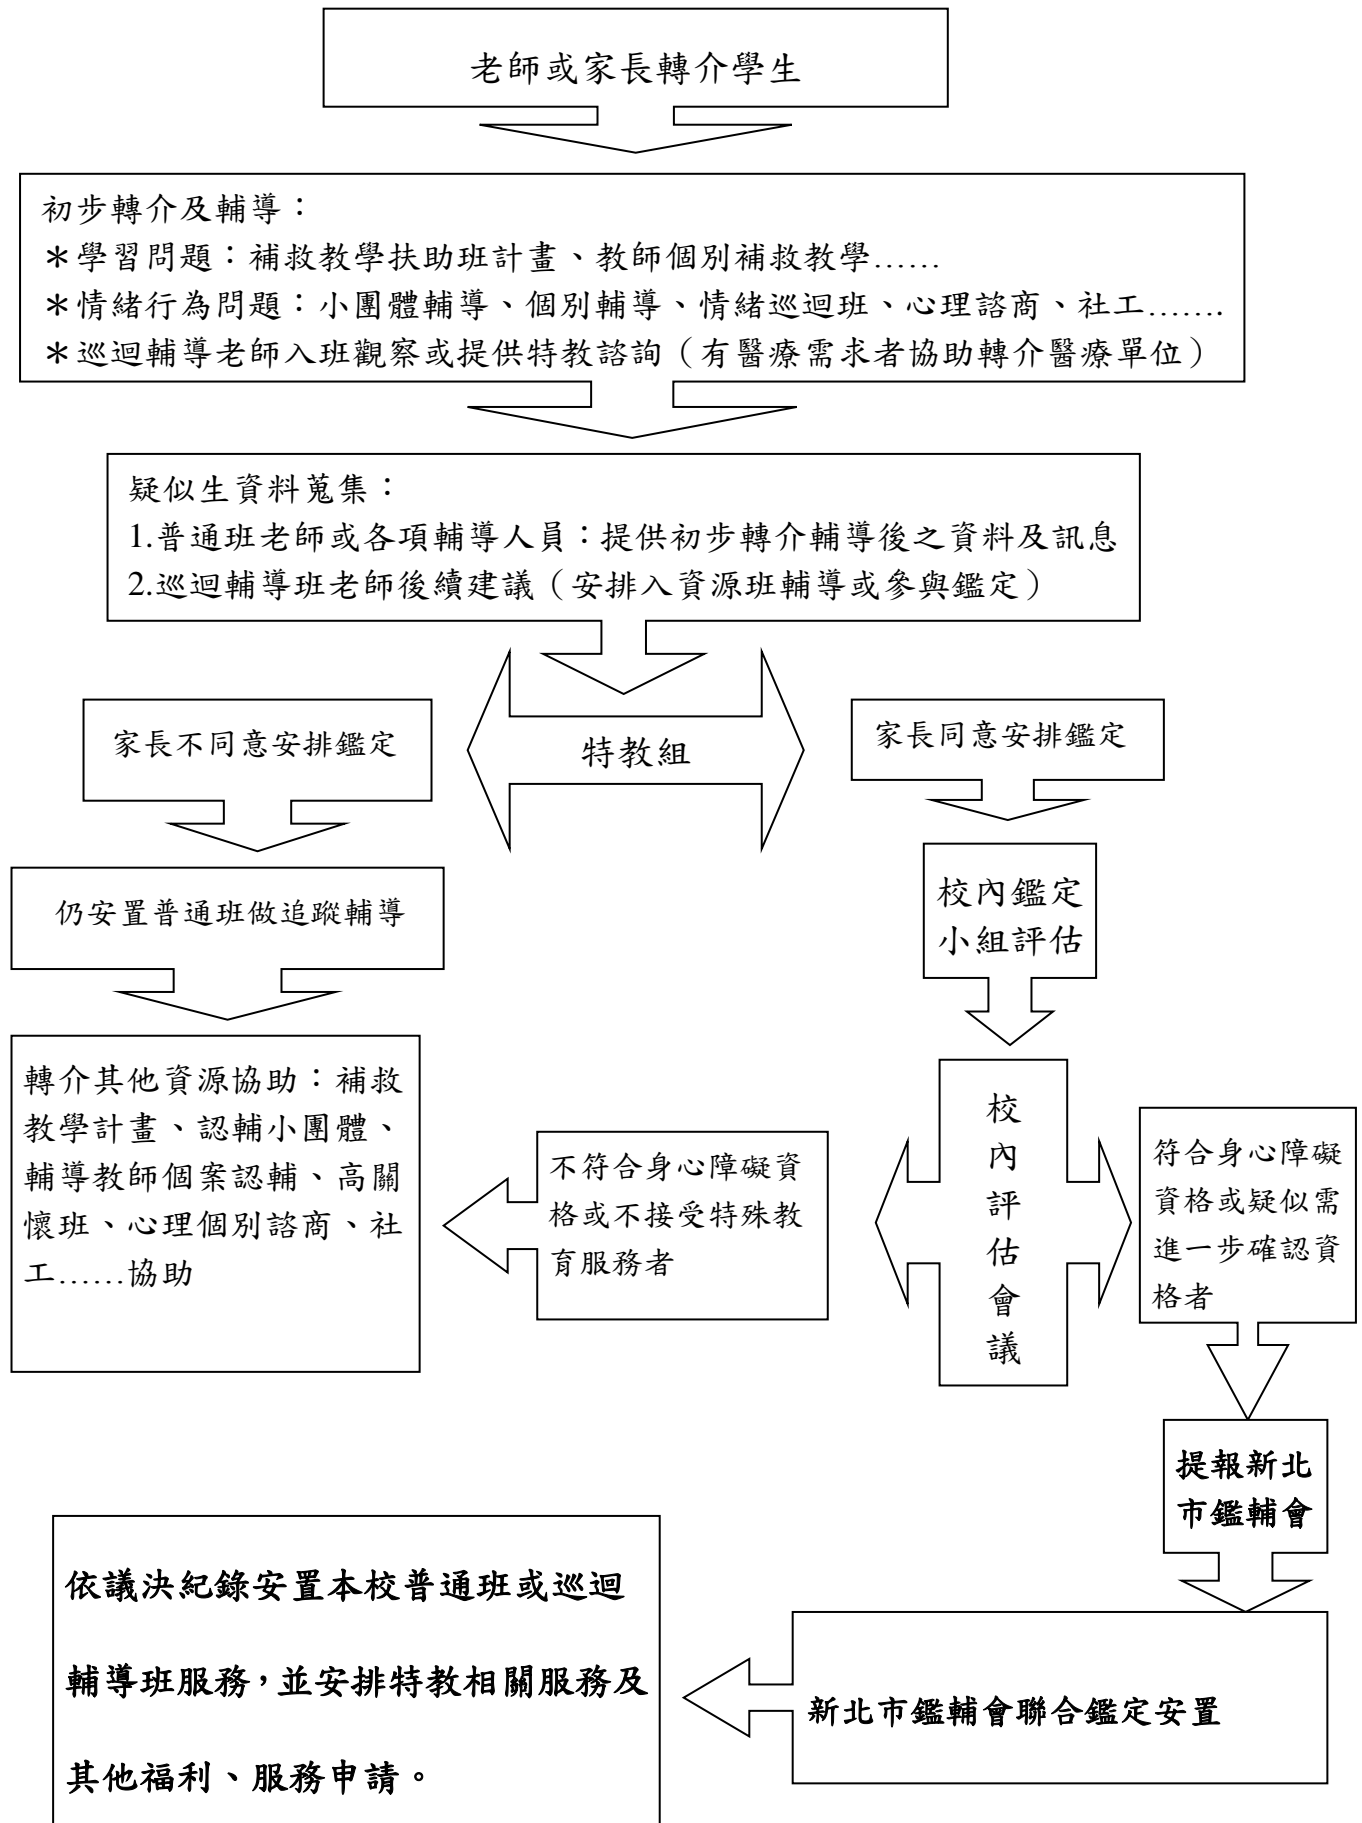 老師或家長轉介學生
初步轉介及輔導：
＊學習問題：補救教學扶助班計畫、教師個別補救教學……
＊情緒行為問題：小團體輔導、個別輔導、情緒巡迴班、心理諮商、社工…….
＊巡迴輔導老師入班觀察或提供特教諮詢（有醫療需求者協助轉介醫療單位）
疑似生資料蒐集：
1.普通班老師或各項輔導人員：提供初步轉介輔導後之資料及訊息
2.巡迴輔導班老師後續建議（安排入資源班輔導或參與鑑定）
特教組
家長不同意安排鑑定
仍安置普通班做追蹤輔導
轉介其他資源協助：補救
教學計畫、認輔小團體、
輔導教師個案認輔、高關
懷班、心理個別諮商、社
工……協助
家長同意安排鑑定
校內鑑定
小組評估
校
內
評
估
會
議
不符合身心障礙資
格或不接受特殊教
育服務者
符合身心障礙
資格或疑似需
進一步確認資
格者
提報新北
市鑑輔會
新北市鑑輔會聯合鑑定安置
依議決紀錄安置本校普通班或巡迴
輔導班服務，並安排特教相關服務及
其他福利、服務申請。